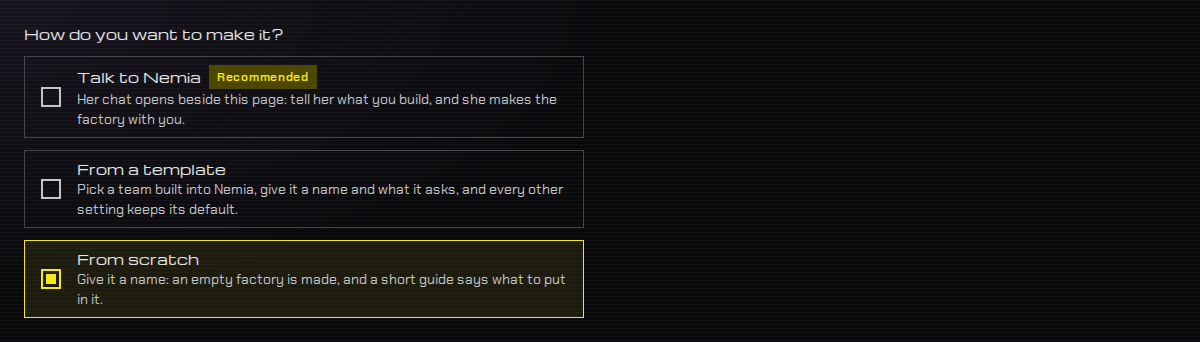 How do you want to make it?
Talk to Nemia Recommended
Her chat opens beside this page: tell her what you build, and she makes the
factory with you.
From a template
Pick a team built into Nemia, give it a name and what it asks, and every other
setting keeps its default.
From scratch
Give it a name: an empty factory is made, and a short guide says what to put
in it.